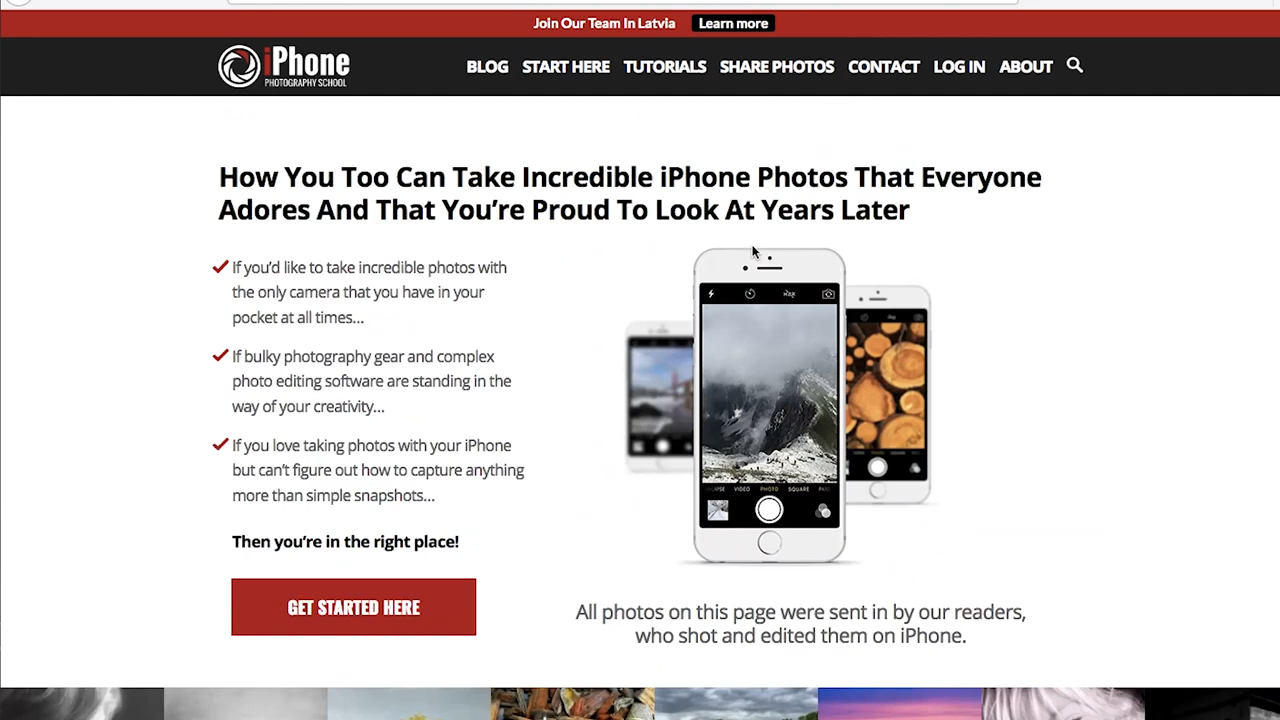 Join Our Team In Latvia Learn more
iPhone
PHOTOGRAPHY SCHOOL
BLOG START HERE TUTORIALS SHARE PHOTOS CONTACT LOG IN ABOUT
How You Too Can Take Incredible iPhone Photos That Everyone
Adores And That You’re Proud To Look At Years Later
If you’d like to take incredible photos with
the only camera that you have in your
pocket at all times...
If bulky photography gear and complex
photo editing software are standing in the
way of your creativity...
If you love taking photos with your iPhone
but can’t figure out how to capture anything
more than simple snapshots...
Then you’re in the right place!
GET STARTED HERE
VIDEO PHOTO SQUARE
All photos on this page were sent in by our readers,
who shot and edited them on iPhone.